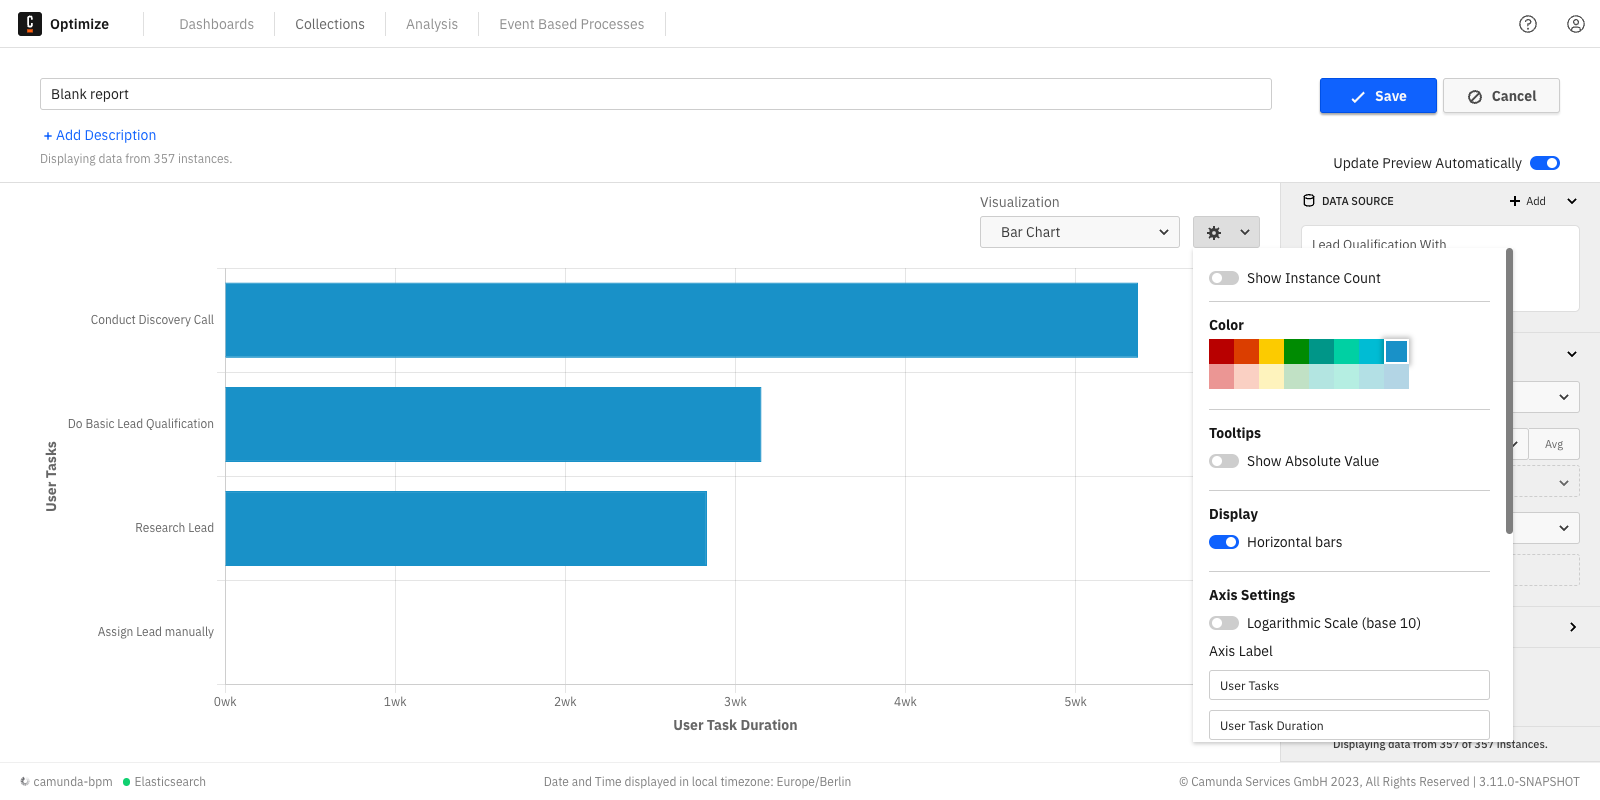 Optimize
Dashboards
Collections
Analysis
Event Based Processes
Blank report
Save
Cancel
+ Add Description
Displaying data from 357 instances.
Update Preview Automatically
Visualization
Bar Chart
DATA SOURCE
+ Add
Lead Qualification With
Show Instance Count
Color
Tooltips
Show Absolute Value
Display
Horizontal bars
Axis Settings
Logarithmic Scale (base 10)
Axis Label
User Tasks
User Task Duration
Avg
Displaying data from 357 of 357 instances.
User Tasks
Conduct Discovery Call
Do Basic Lead Qualification
Research Lead
Assign Lead manually
0wk
1wk
2wk
3wk
4wk
5wk
User Task Duration
camunda-bpm
Elasticsearch
Date and Time displayed in local timezone: Europe/Berlin
© Camunda Services GmbH 2023, All Rights Reserved | 3.11.0-SNAPSHOT